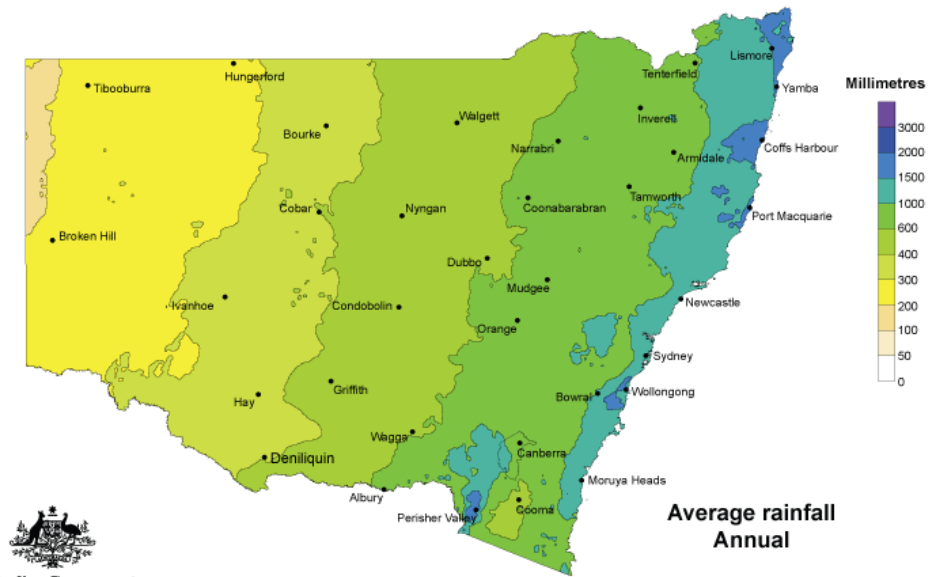 Lismore
Tenterfield
Hungerford
Tibooburra
Millimetres
Yamba
Walgett
Inverell
3000
Bourke
2000
Narrabri
Coffs Harbour
Armidale
1500
Tamworth
1000
Cobar
Nyngan
Coonabarabran
Port Macquarie
600
Broken Hill
400
Dubbo
300
Mudgee
200
Ivanhoe
Condobolin
Newcastle
Orange
100
Sydney
50
0
Griffith
Bowral
Wollongong
Hay
Wagga
Canberra
Deniliquin
Moruya Heads
Albury
Cooma
Perisher Valley
Average rainfall
Annual